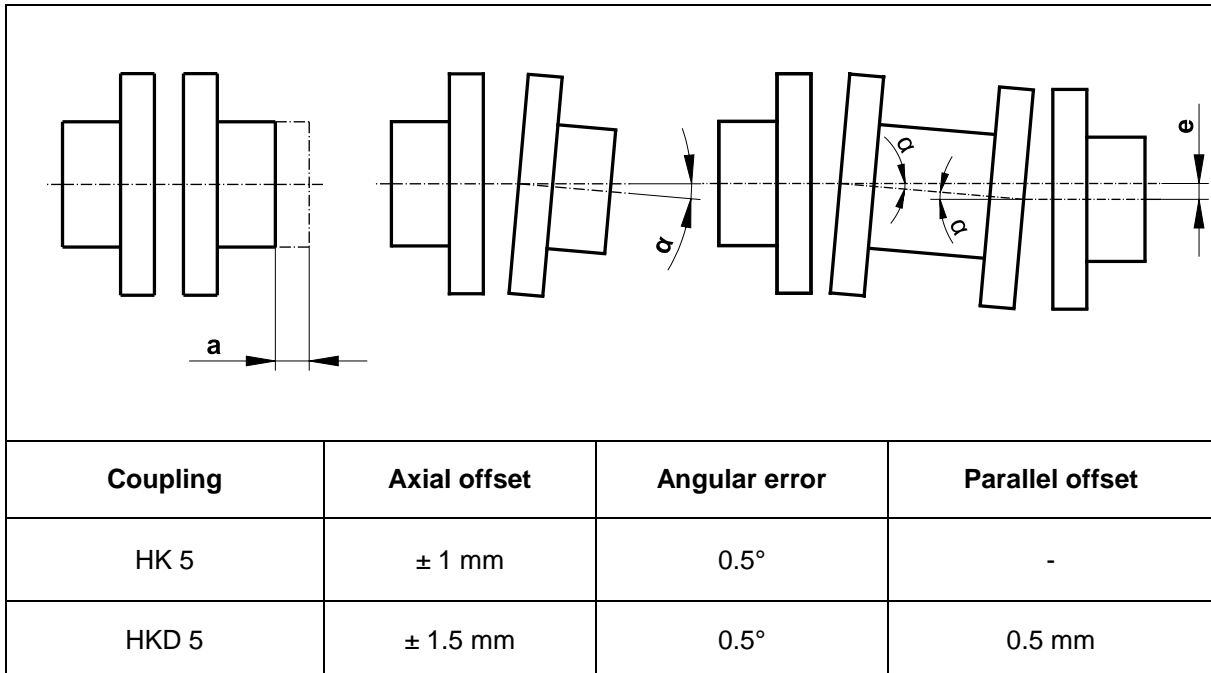 a
α
α
α
e
Coupling Axial offset Angular error Parallel offset
HK 5 ± 1 mm 0.5° -
HKD 5 ± 1.5 mm 0.5° 0.5 mm